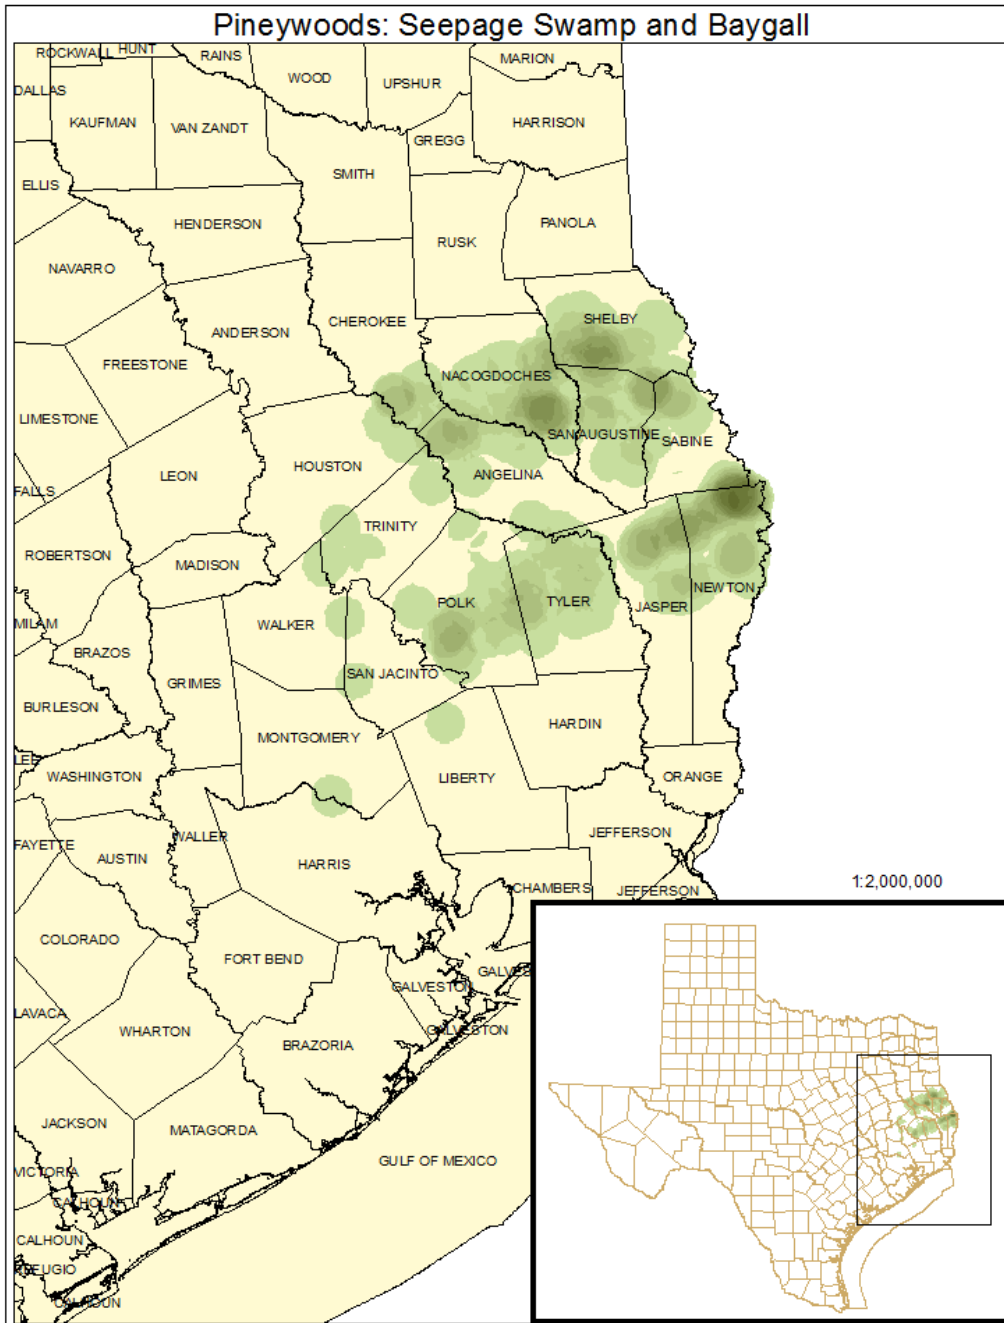 Pineywoods: Seepage Swamp and Baygall
ROCKWALL
HUNT
RAINS
WOOD
UPSHUR
MARION
DALLAS
KAUFMAN
VAN ZANDT
HARRISON
GREGG
SMITH
ELLIS
HENDERSON
PANOLA
RUSK
NAVARRO
SHELBY
CHEROKEE
ANDERSON
FREESTONE
NACOGDOCHES
LIMESTONE
SAN AUGUSTINE
SABINE
HOUSTON
ANGELINA
LEON
FALLS
TRINITY
ROBERTSON
MADISON
NEWTON
POLK
TYLER
JASPER
MILAM
WALKER
BRAZOS
SAN JACINTO
GRIMES
BURLESON
HARDIN
MONTGOMERY
LEE
WASHINGTON
LIBERTY
ORANGE
JEFFERSON
WALLER
FAYETTE
AUSTIN
HARRIS
CHAMBERS
JEFFERSON
1:2,000,000
COLORADO
FORT BEND
GALVES
GALVESTON
LAVACA
WHARTON
GALVESTON
BRAZORIA
JACKSON
MATAGORDA
GULF OF MEXICO
VICTORIA
CALHOUN
CALHOUN
REFUGIO
CALHOUN